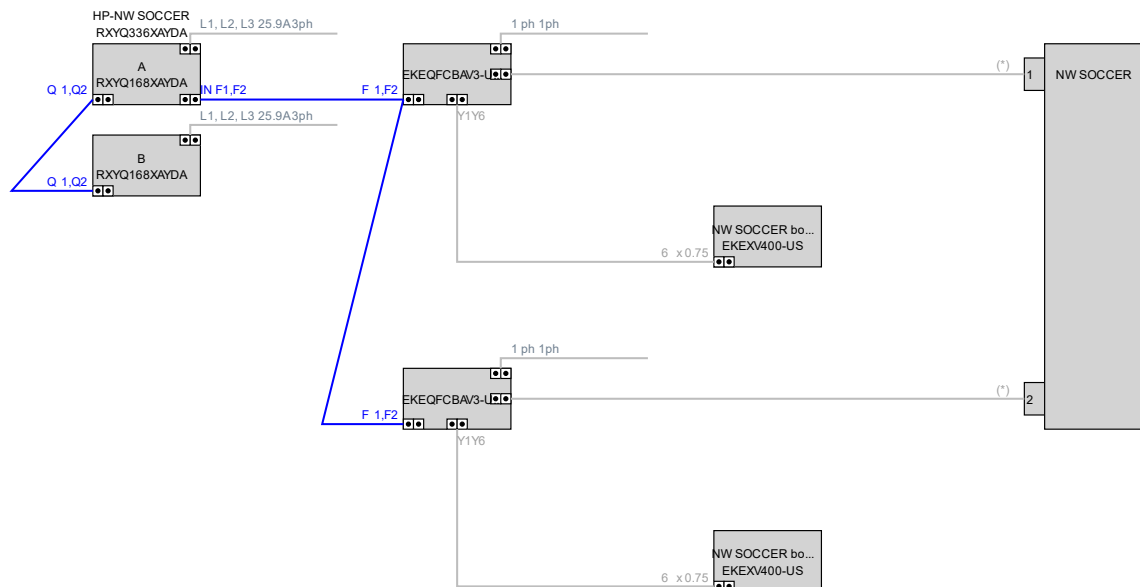 HP-NW SOCCER
RXYQ336XAYDA
L1, L2, L3 25.9A3ph
1 ph 1ph
A
RXYQ168XAYDA
EKEQFCBAV3-U
(*)
1
NW SOCCER
Q 1,Q2
IN F1,F2
F 1,F2
Y1Y6
L1, L2, L3 25.9A3ph
B
RXYQ168XAYDA
Q 1,Q2
NW SOCCER bo...
EKEXV400-US
6 x0.75
1 ph 1ph
EKEQFCBAV3-U
(*)
2
F 1,F2
Y1Y6
NW SOCCER bo...
EKEXV400-US
6 x0.75